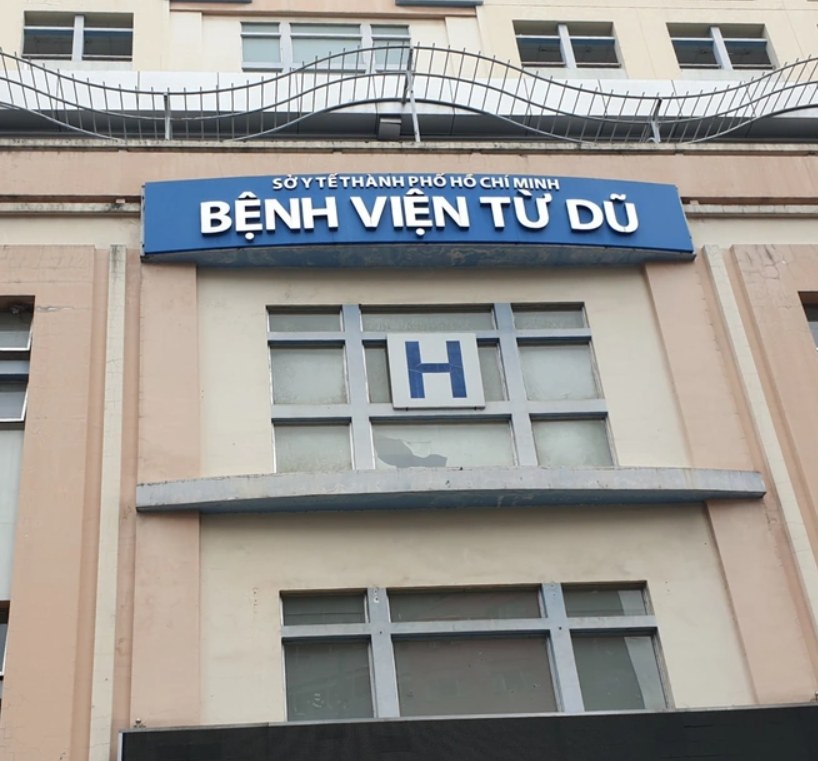 SỞ Y TẾ THÀNH PHỐ HỒ CHÍ MINH
BỆNH VIỆN TỪ DŨ
H